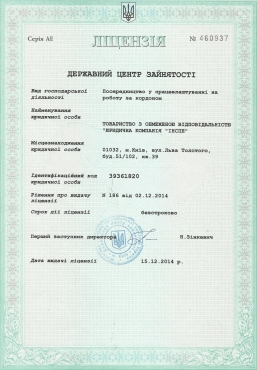 Серія АЕ
ЛІЦЕНЗІЯ
№ 460937
ДЕРЖАВНИЙ ЦЕНТР ЗАЙНЯТОСТІ
Вид господарської діяльності
Посередництво у працевлаштуванні на роботу за кордоном
Найменування юридичної особи
ТОВАРИСТВО З ОБМЕЖЕНОЮ ВІДПОВІДАЛЬНІСТЮ
"ЮРИДИЧНА КОМПАНІЯ "ІНСПЕ"
Місцезнаходження юридичної особи
01032, м.Київ, вул.Льва Толстого,
буд.51/102, кв.39
Ідентифікаційний код юридичної особи
39361820
Рішення про видачу ліцензії
N 186 від 02.12.2014
Строк дії ліцензії
безстроково
Перший заступник директора
Дата видачі ліцензії
15.12.2014 р.